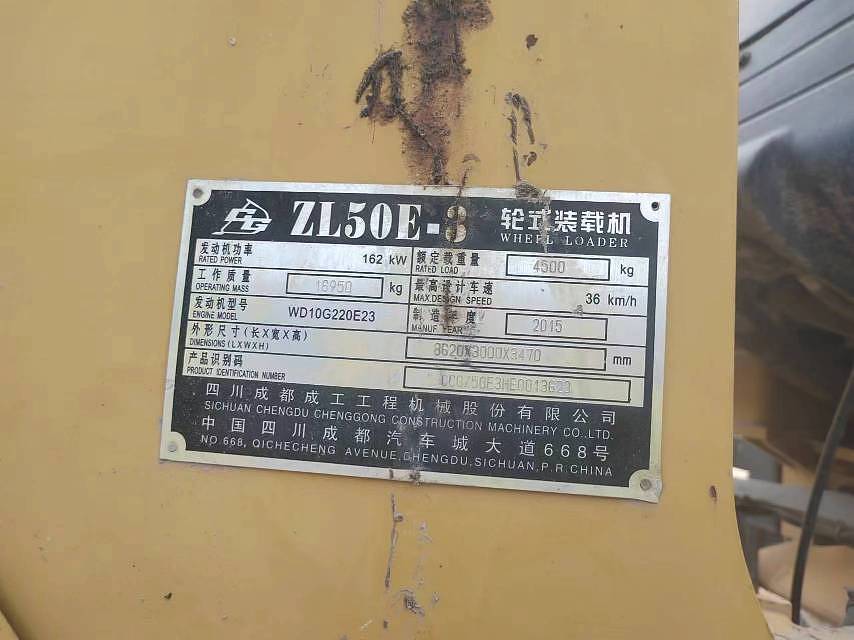 ZL50E-3 轮式装载机
WHEEL LOADER
发动机功率 162 kW 额定载重量 4500 kg
RATED POWER RATED LOAD
工作质量 16950 kg 最高设计车速 36 km/h
OPERATING MASS MAX.DESIGN SPEED
发动机型号 WD10G220E23 制造年度 2015
ENGINE MODEL MANUF. YEAR
外形尺寸(长X宽X高) 8620X3000X3470 mm
DIMENSIONS (LXWXH)
产品识别码
PRODUCT IDENTIFICATION NUMBER
四川成都成工工程机械股份有限公司
SICHUAN CHENGDU CHENGGONG CONSTRUCTION MACHINERY CO.,LTD.
中国四川成都汽车城大道668号
NO.668, QICHECHENG AVENUE,CHENGDU,SICHUAN,P.R.CHINA